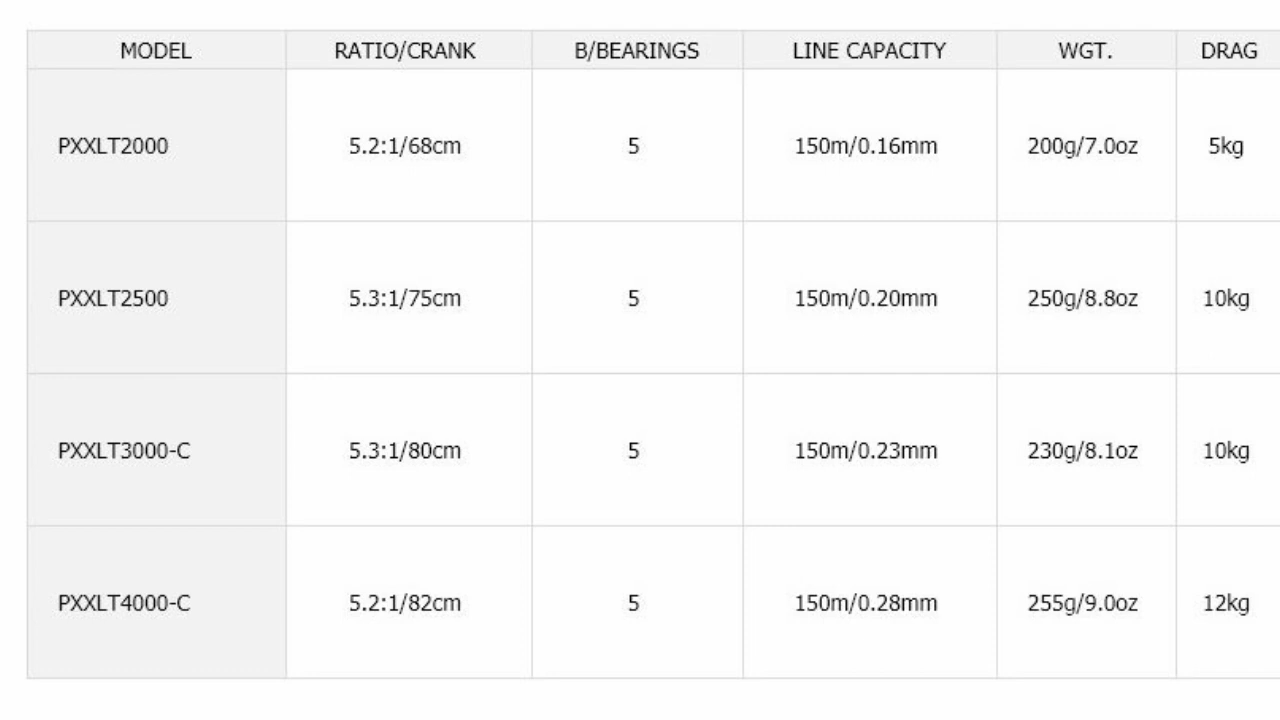 MODEL RATIO/CRANK B/BEARINGS LINE CAPACITY WGT. DRAG
PXXLT2000 5.2:1/68cm 5 150m/0.16mm 200g/7.0oz 5kg
PXXLT2500 5.3:1/75cm 5 150m/0.20mm 250g/8.8oz 10kg
PXXLT3000-C 5.3:1/80cm 5 150m/0.23mm 230g/8.1oz 10kg
PXXLT4000-C 5.2:1/82cm 5 150m/0.28mm 255g/9.0oz 12kg